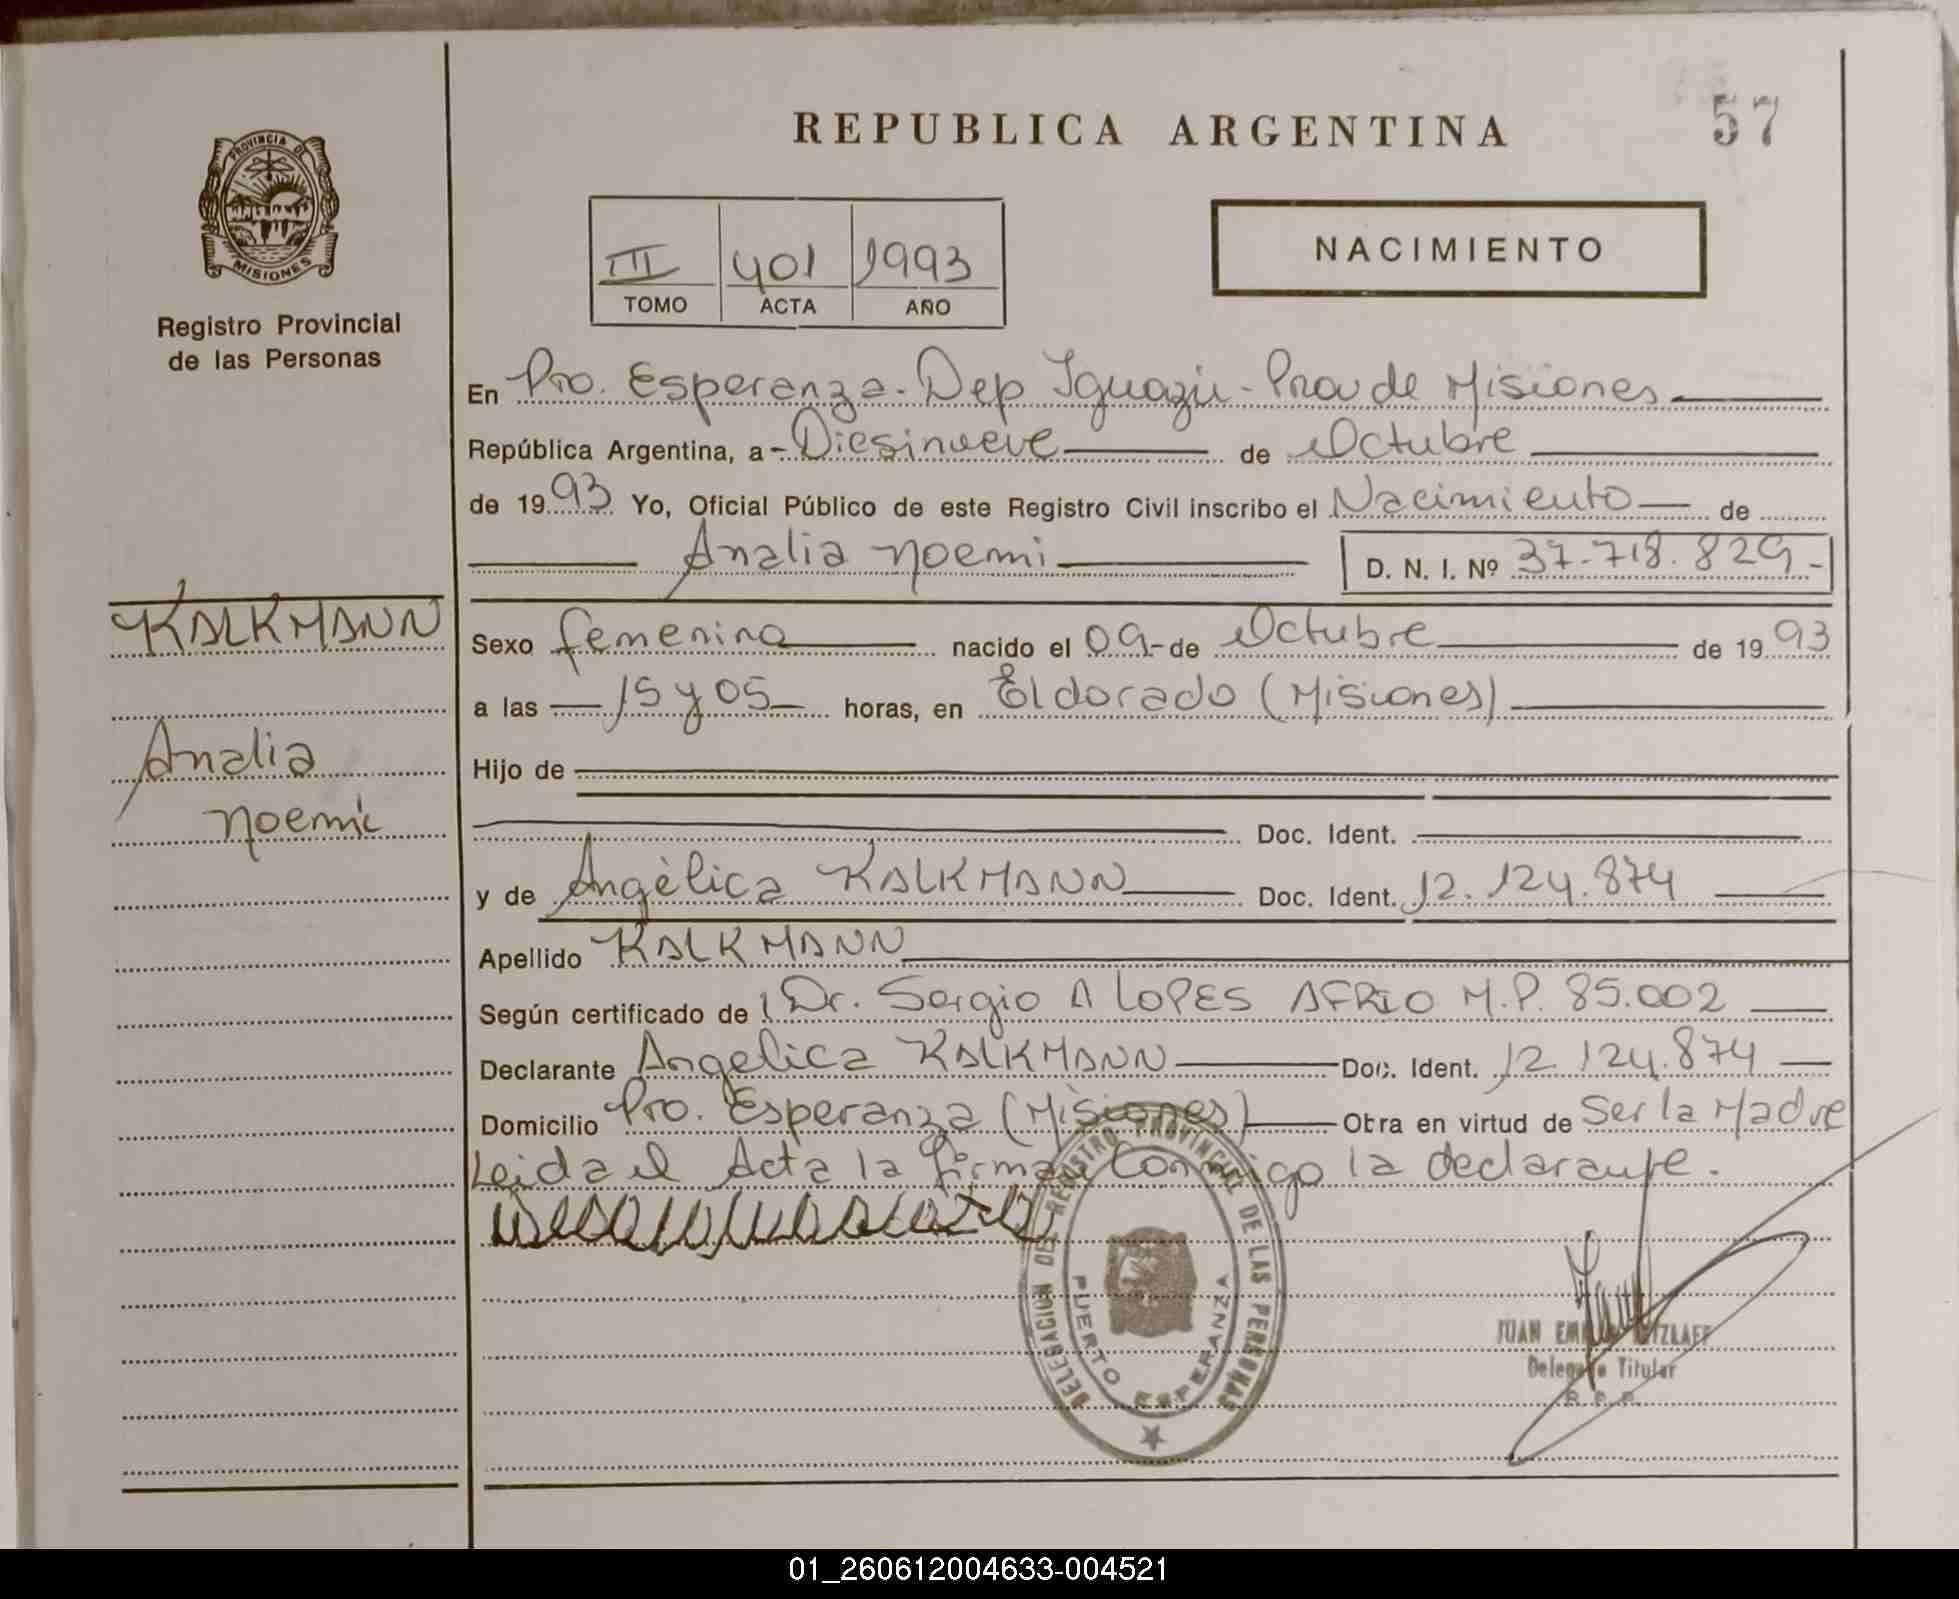 57
REPUBLICA ARGENTINA
PROVINCIA DE
MISIONES
Registro Provincial
de las Personas
NACIMIENTO
III 401 1993
TOMO ACTA AÑO
En Pto. Esperanza - Dep Iguazú - Prov de Misiones
República Argentina, a - Diesinueve de Octubre
de 1993 Yo, Oficial Público de este Registro Civil inscribo el Nacimiento de
Analia Noemi D. N. I. Nº 37.718.829 -
KALKMANN
Analia
Noemi
Sexo femenino nacido el 09 - de Octubre de 1993
a las 15 y 05 horas, en Eldorado (Misiones)
Hijo de
Doc. Ident.
y de Angèlica KALKMANN Doc. Ident. 12.124.874
Apellido KALKMANN
Según certificado de Dr. Sergio A LOPES AFRIO M.P. 85.002
Declarante Angelica KALKMANN Doc. Ident. 12.124.874
Domicilio Pto. Esperanza (Misiones) Obra en virtud de Ser la Madre
Leida el Acta la firman Conmigo la declarante.
DELEGACION DEL REGISTRO PROVINCIAL DE LAS PERSONAS
PUERTO ESPERANZA
JUAN
Delegado Titular
R. P. P.
01_260612004633-004521